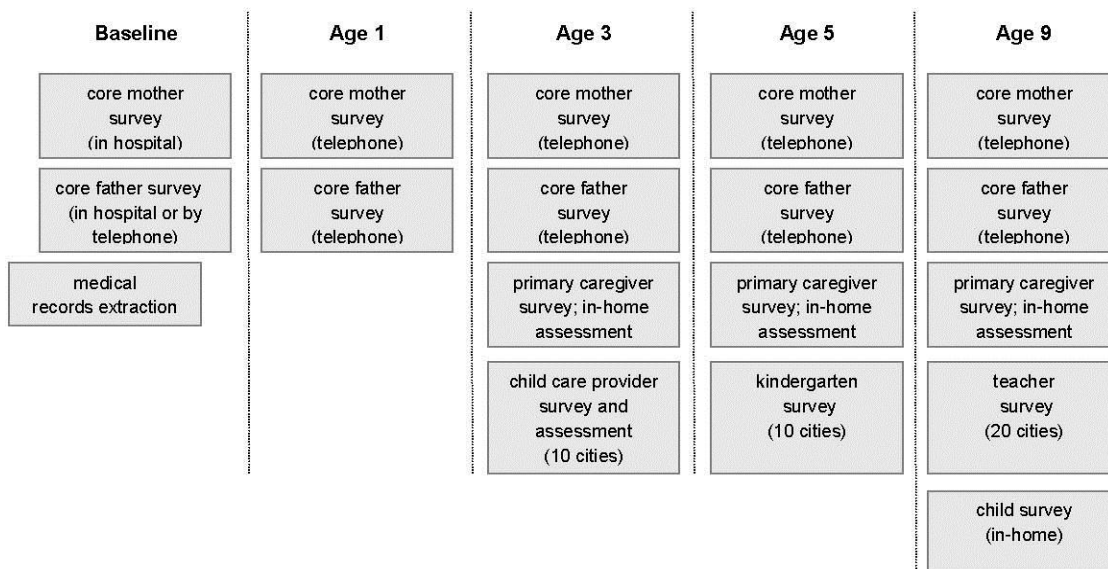 Baseline
Age 1
Age 3
Age 5
Age 9
core mother
survey
(in hospital)
core mother
survey
(telephone)
core mother
survey
(telephone)
core mother
survey
(telephone)
core mother
survey
(telephone)
core father survey
(in hospital or by
telephone)
core father
survey
(telephone)
core father
survey
(telephone)
core father
survey
(telephone)
core father
survey
(telephone)
medical
records extraction
primary caregiver
survey; in-home
assessment
primary caregiver
survey; in-home
assessment
primary caregiver
survey; in-home
assessment
child care provider
survey and
assessment
(10 cities)
kindergarten
survey
(10 cities)
teacher
survey
(20 cities)
child survey
(in-home)